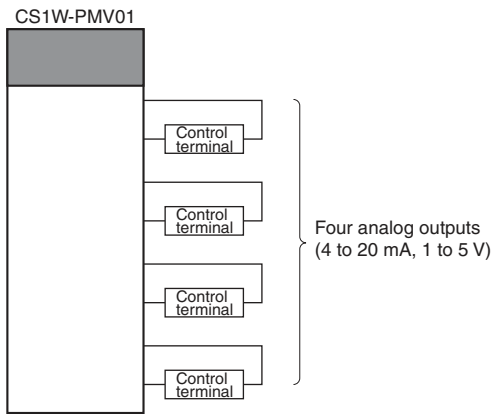 CS1W-PMV01
Control
terminal
Control
terminal
Control
terminal
Control
terminal
Four analog outputs
(4 to 20 mA, 1 to 5 V)